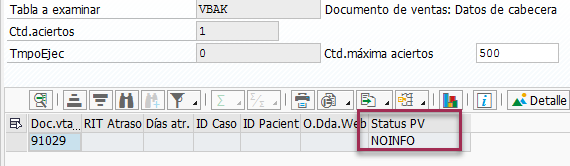 Tabla a examinar VBAK Documento de ventas: Datos de cabecera
Ctd.aciertos 1
TmpoEjec 0 Ctd.máxima aciertos 500
Detalle
Doc.vta RIT Atraso Días atr. ID Caso ID Pacient O.Dda.Web Status PV
91029 NOINFO